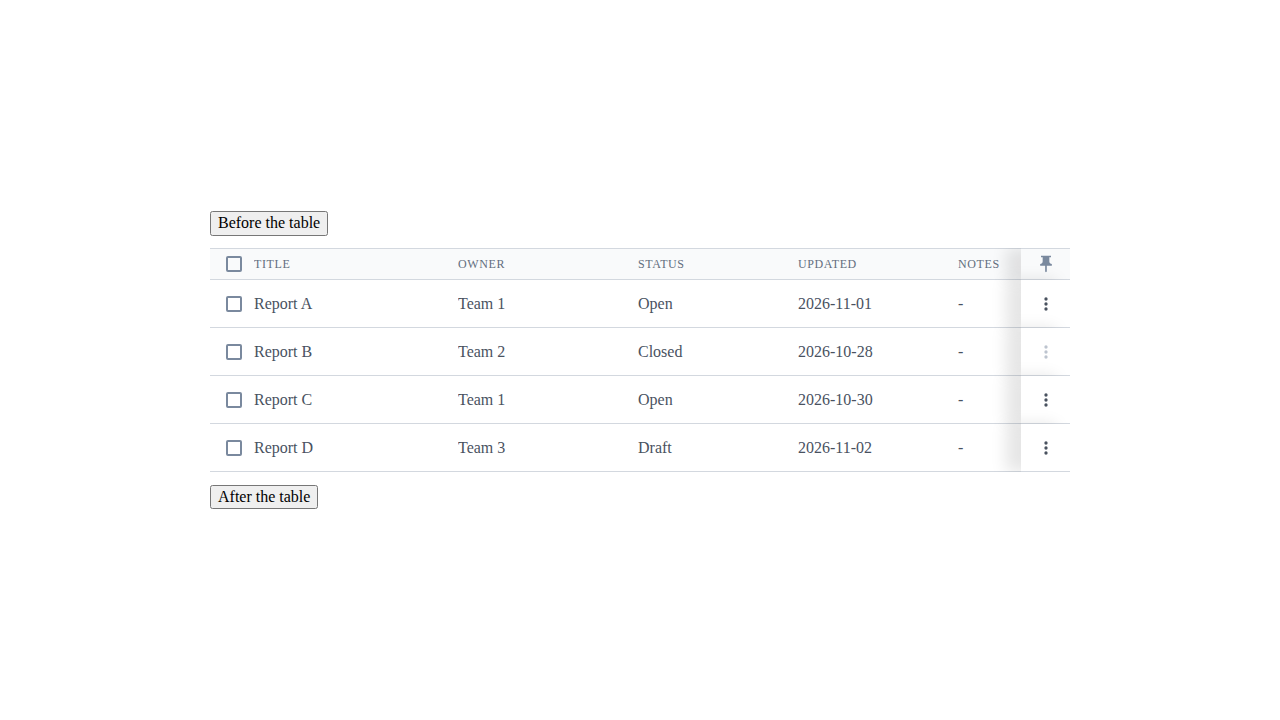 Before the table
TITLE OWNER STATUS UPDATED NOTES
Report A Team 1 Open 2026-11-01 -
Report B Team 2 Closed 2026-10-28 -
Report C Team 1 Open 2026-10-30 -
Report D Team 3 Draft 2026-11-02 -
After the table